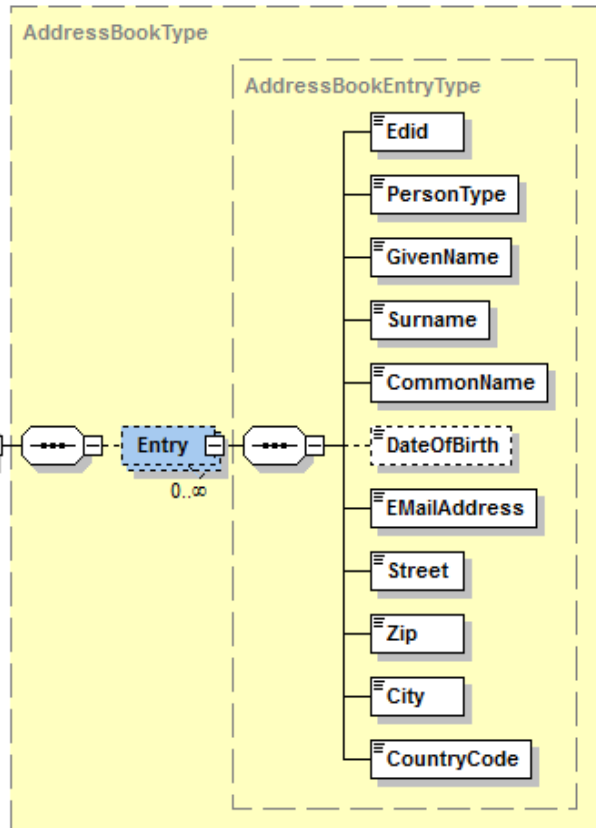 AddressBookType
AddressBookEntryType
Edid
PersonType
GivenName
Surname
CommonName
Entry
0..∞
DateOfBirth
EMailAddress
Street
Zip
City
CountryCode